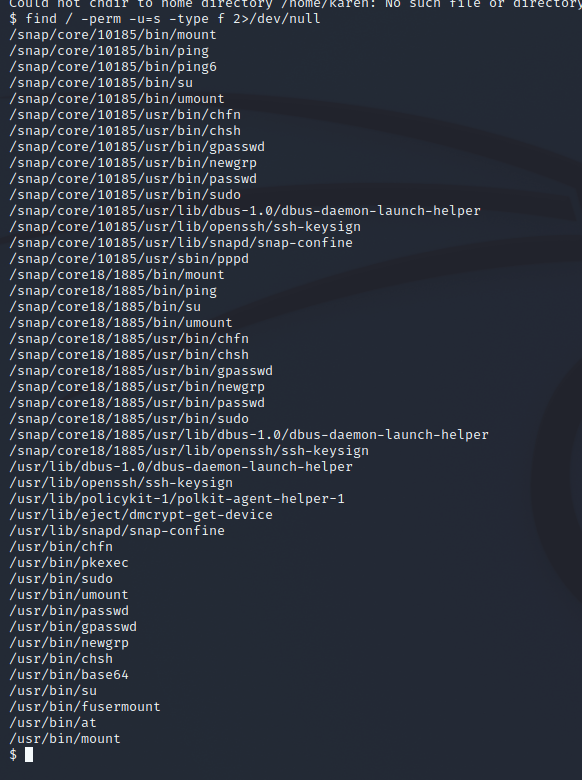 Could not chdir to home directory /home/karen: No such file or directory
$ find / -perm -u=s -type f 2>/dev/null
/snap/core/10185/bin/mount
/snap/core/10185/bin/ping
/snap/core/10185/bin/ping6
/snap/core/10185/bin/su
/snap/core/10185/bin/umount
/snap/core/10185/usr/bin/chfn
/snap/core/10185/usr/bin/chsh
/snap/core/10185/usr/bin/gpasswd
/snap/core/10185/usr/bin/newgrp
/snap/core/10185/usr/bin/passwd
/snap/core/10185/usr/bin/sudo
/snap/core/10185/usr/lib/dbus-1.0/dbus-daemon-launch-helper
/snap/core/10185/usr/lib/openssh/ssh-keysign
/snap/core/10185/usr/lib/snapd/snap-confine
/snap/core/10185/usr/sbin/pppd
/snap/core18/1885/bin/mount
/snap/core18/1885/bin/ping
/snap/core18/1885/bin/su
/snap/core18/1885/bin/umount
/snap/core18/1885/usr/bin/chfn
/snap/core18/1885/usr/bin/chsh
/snap/core18/1885/usr/bin/gpasswd
/snap/core18/1885/usr/bin/newgrp
/snap/core18/1885/usr/bin/passwd
/snap/core18/1885/usr/bin/sudo
/snap/core18/1885/usr/lib/dbus-1.0/dbus-daemon-launch-helper
/snap/core18/1885/usr/lib/openssh/ssh-keysign
/usr/lib/dbus-1.0/dbus-daemon-launch-helper
/usr/lib/openssh/ssh-keysign
/usr/lib/policykit-1/polkit-agent-helper-1
/usr/lib/eject/dmcrypt-get-device
/usr/lib/snapd/snap-confine
/usr/bin/chfn
/usr/bin/pkexec
/usr/bin/sudo
/usr/bin/umount
/usr/bin/passwd
/usr/bin/gpasswd
/usr/bin/newgrp
/usr/bin/chsh
/usr/bin/base64
/usr/bin/su
/usr/bin/fusermount
/usr/bin/at
/usr/bin/mount
$